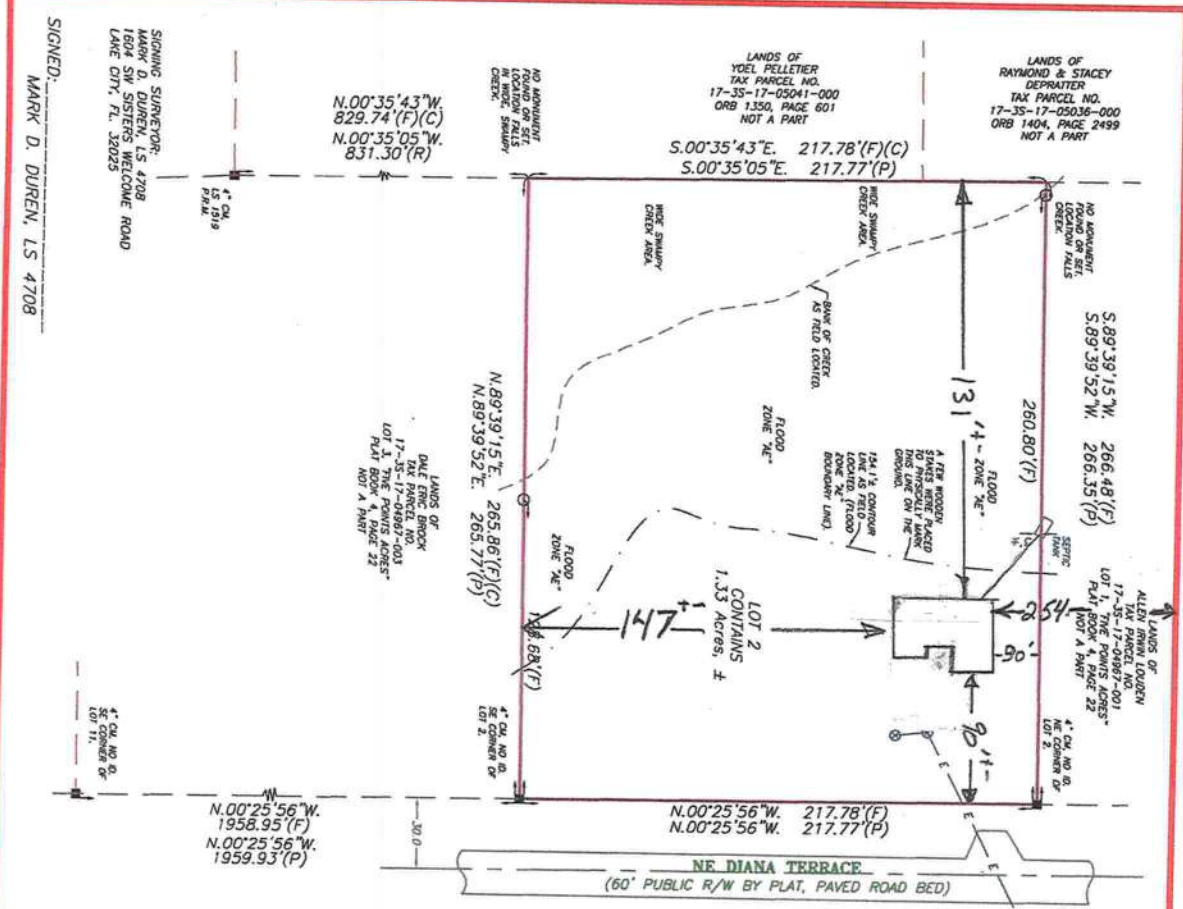 LANDS OF
YOEL PELLETIER
TAX PARCEL NO.
17-3S-17-05041-000
ORB 1350, PAGE 601
NOT A PART
LANDS OF
RAYMOND & STACEY
DEPRATTER
TAX PARCEL NO.
17-3S-17-05036-000
ORB 1404, PAGE 2499
NOT A PART
N.00°35'43"W.
829.74'(F)(C)
N.00°35'05"W.
831.30'(R)
S.00°35'43"E. 217.78'(F)(C)
S.00°35'05"E. 217.77'(P)
NO MONUMENT
FOUND OR SET.
LOCATION FALLS
IN WIDE, SWAMPY
CREEK.
NO MONUMENT
FOUND OR SET.
LOCATION FALLS
CREEK.
4" CM.
LS 1519
P.R.M.
WIDE SWAMPY
CREEK AREA.
WIDE SWAMPY
CREEK AREA.
BANK OF CREEK
AS FIELD LOCATED.
S.89°39'15"W. 266.48'(F)
S.89°39'52"W. 266.35'(P)
260.80'(F)
131'+-
FLOOD
ZONE "AE"
FLOOD
ZONE "AE"
FLOOD
ZONE "AE"
A FEW WOODEN
STAKES WERE PLACED
TO PHYSICALLY MARK
THIS LINE ON THE
GROUND.
154.1'± CONTOUR
LINE AS FIELD
LOCATED. (FLOOD
ZONE "AE"
BOUNDARY LINE).
SEPTIC
TANK
LANDS OF
ALLEN IRWIN LOUDEN
TAX PARCEL NO.
17-3S-17-04967-001
LOT 1, "FIVE POINTS ACRES"
PLAT BOOK 4, PAGE 22
NOT A PART
N.89°39'15"E. 265.86'(F)(C)
N.89°39'52"E. 265.77'(P)
LANDS OF
DALE ERIC BROCK
TAX PARCEL NO.
17-3S-17-04967-003
LOT 3, "FIVE POINTS ACRES"
PLAT BOOK 4, PAGE 22
NOT A PART
LOT 2
CONTAINS
1.33 Acres, ±
147+-
254
90'+-
4" CM, NO ID.
NE CORNER OF
LOT 2.
4" CM, NO ID.
SE CORNER OF
LOT 2.
4" CM, NO ID.
SE CORNER OF
LOT 11.
E
E
E
N.00°25'56"W.
1958.95'(F)
N.00°25'56"W.
1959.93'(P)
30.0
N.00°25'56"W. 217.78'(F)
N.00°25'56"W. 217.77'(P)
NE DIANA TERRACE
(60' PUBLIC R/W BY PLAT, PAVED ROAD BED)
SIGNING SURVEYOR:
MARK D. DUREN, LS 4708
1604 SW SISTERS WELCOME ROAD
LAKE CITY, FL. 32025
SIGNED:
MARK D. DUREN, LS 4708